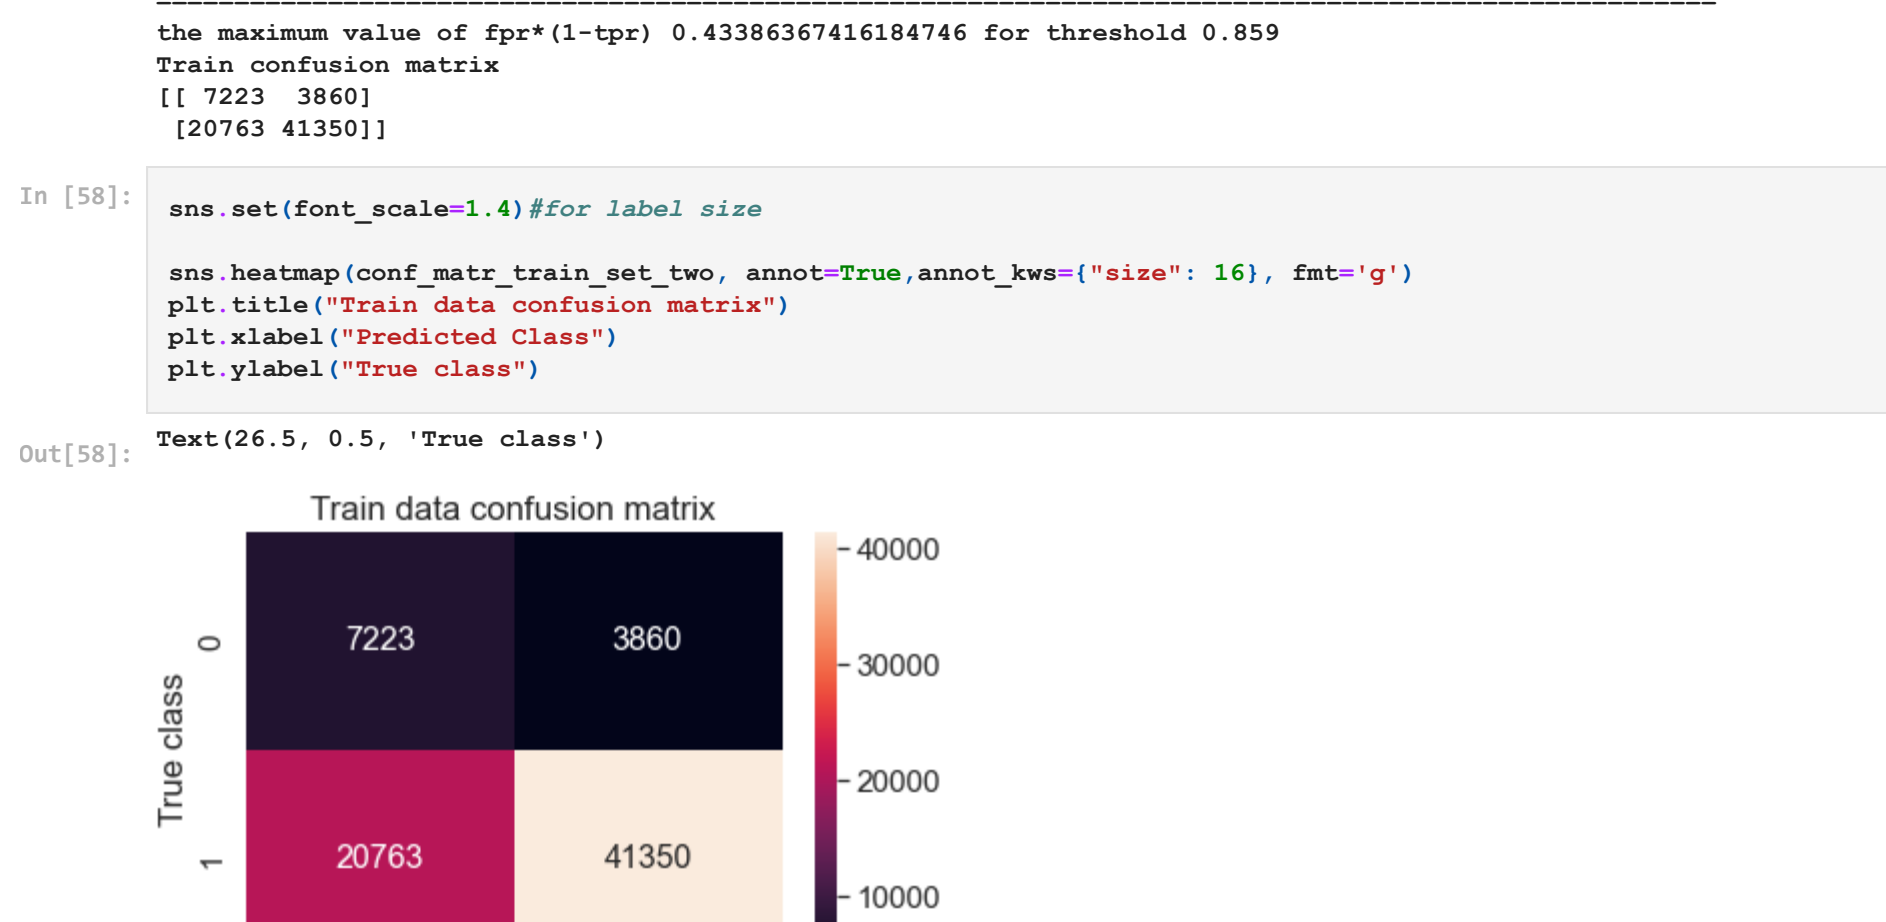 the maximum value of fpr*(1-tpr) 0.43386367416184746 for threshold 0.859
Train confusion matrix
[[ 7223  3860]
 [20763 41350]]
In [58]:
sns.set(font_scale=1.4)#for label size
sns.heatmap(conf_matr_train_set_two, annot=True,annot_kws={"size": 16}, fmt='g')
plt.title("Train data confusion matrix")
plt.xlabel("Predicted Class")
plt.ylabel("True class")
Out[58]:
Text(26.5, 0.5, 'True class')
Train data confusion matrix
40000
7223 3860
0
30000
True class
20000
20763 41350
1
10000